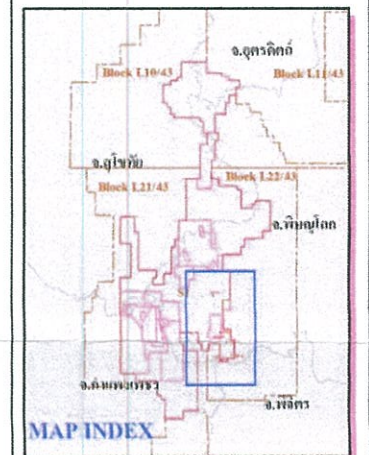 จ.อุตรดิตถ์
Block L10/43
Block L11/43
จ.สุโขทัย
Block L21/43
Block L22/43
จ.พิษณุโลก
จ.กำแพงเพชร
จ.พิจิตร
MAP INDEX